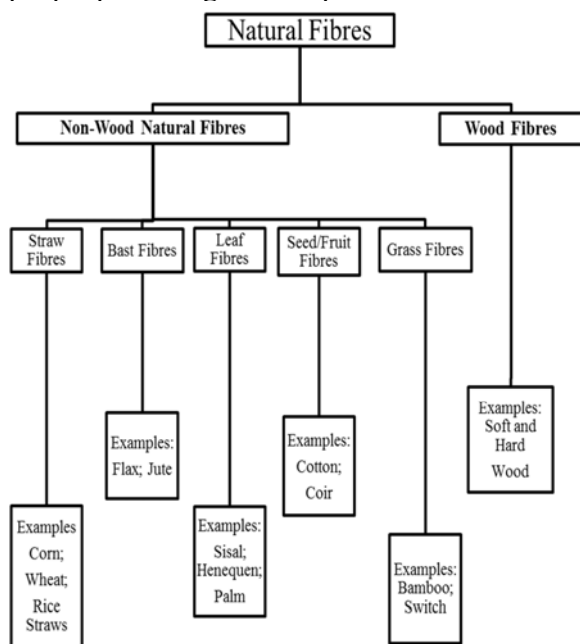 Natural Fibres
Non-Wood Natural Fibres
Wood Fibres
Straw
Fibres
Bast Fibres
Leaf
Fibres
Seed/Fruit
Fibres
Grass Fibres
Examples
Corn;
Wheat;
Rice
Straws
Examples:
Flax; Jute
Examples:
Sisal;
Henequen;
Palm
Examples:
Cotton;
Coir
Examples:
Bamboo;
Switch
Examples:
Soft and
Hard
Wood